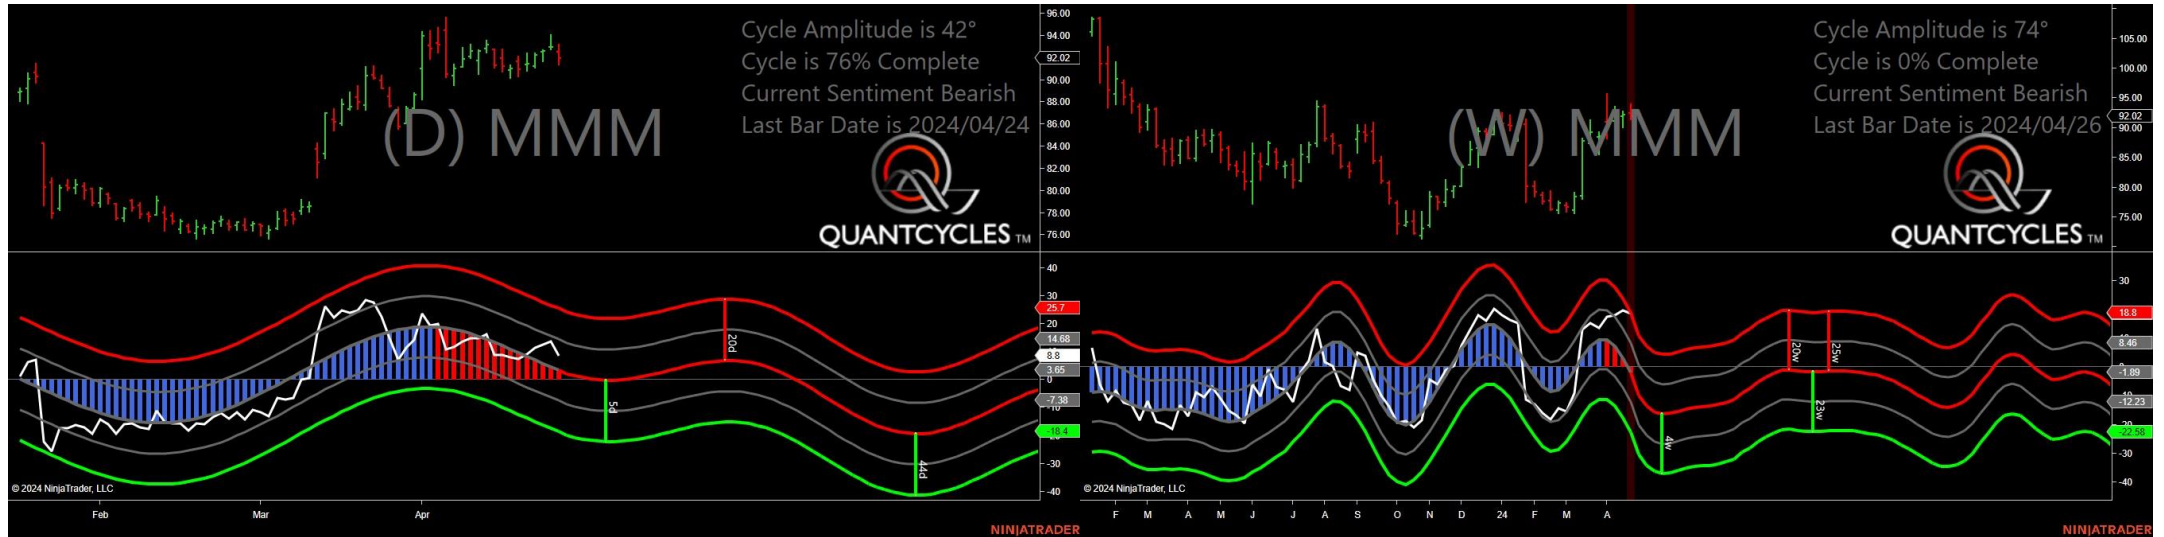 Cycle Amplitude is 42°
Cycle is 76% Complete
Current Sentiment Bearish
Last Bar Date is 2024/04/24
(D) MMM
QUANTCYCLES TM
96.00
94.00
92.02
90.00
88.00
86.00
84.00
82.00
80.00
78.00
76.00
40
30
25.7
20
14.68
8.8
3.65
0
-7.38
-10
-18.4
-30
-40
5d
20d
44d
© 2024 NinjaTrader, LLC
Feb Mar Apr
NINJATRADER
Cycle Amplitude is 74°
Cycle is 0% Complete
Current Sentiment Bearish
Last Bar Date is 2024/04/26
(W) MMM
QUANTCYCLES TM
105.00
100.00
95.00
92.02
90.00
85.00
80.00
75.00
30
18.8
8.46
-1.89
-12.23
-22.58
-30
-40
4w
20w
23w
25w
© 2024 NinjaTrader, LLC
F M A M J J A S O N D 24 F M A
NINJATRADER